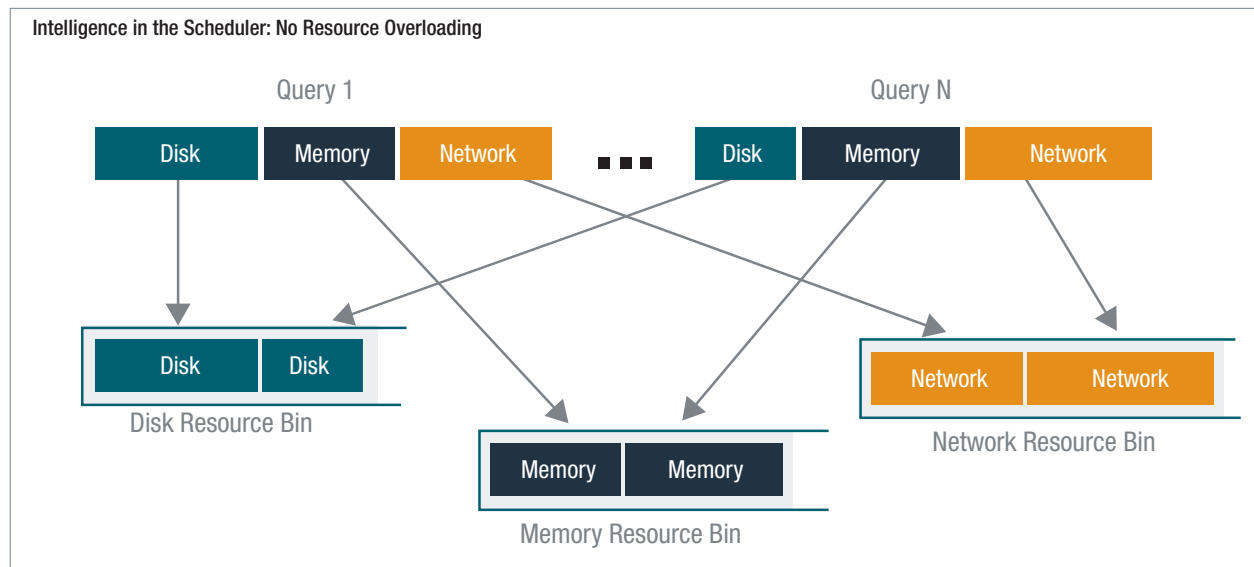 Intelligence in the Scheduler: No Resource Overloading
Query 1
Query N
Disk
Memory
Network
Disk
Memory
Network
Disk
Disk
Disk Resource Bin
Memory
Memory
Memory Resource Bin
Network
Network
Network Resource Bin